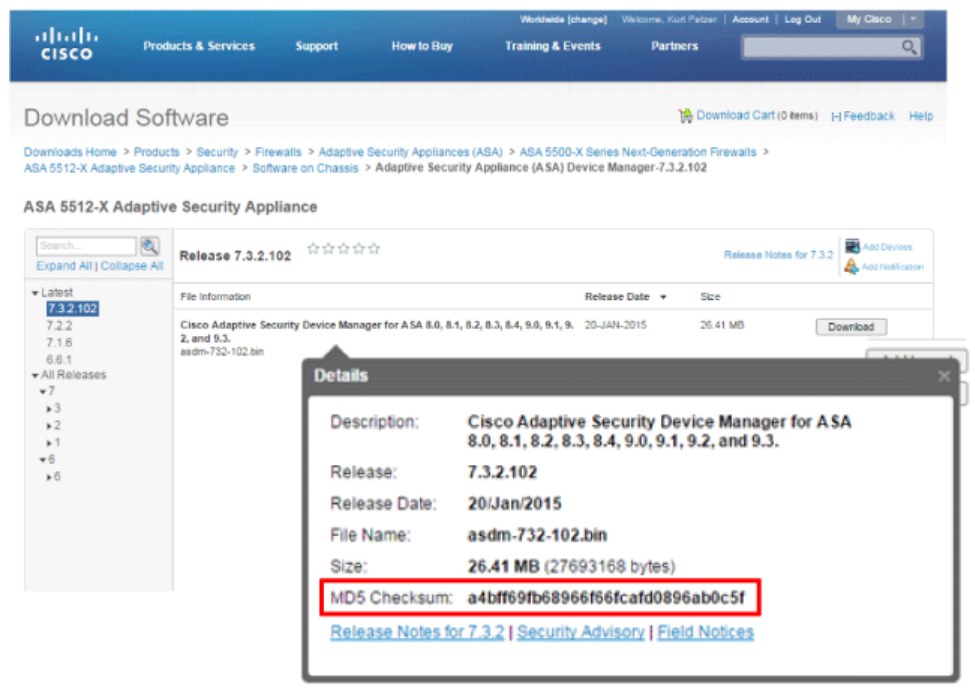 Worldwide [change] Welcome, Kurt Patzer | Account | Log Out My Cisco
CISCO
Products & Services Support How to Buy Training & Events Partners
Download Software
Download Cart (0 items) [-] Feedback Help
Downloads Home > Products > Security > Firewalls > Adaptive Security Appliances (ASA) > ASA 5500-X Series Next-Generation Firewalls >
ASA 5512-X Adaptive Security Appliance > Software on Chassis > Adaptive Security Appliance (ASA) Device Manager-7.3.2.102
ASA 5512-X Adaptive Security Appliance
Search...
Expand All | Collapse All
Latest
7.3.2.102
7.2.2
7.1.6
6.6.1
All Releases
7
3
2
1
6
6
Release 7.3.2.102
Release Notes for 7.3.2
Add Devices
Add Notification
File Information Release Date Size
Cisco Adaptive Security Device Manager for ASA 8.0, 8.1, 8.2, 8.3, 8.4, 9.0, 9.1, 9. 20-JAN-2015 26.41 MB Download
2, and 9.3.
asdm-732-102.bin
Details
Description: Cisco Adaptive Security Device Manager for ASA
8.0, 8.1, 8.2, 8.3, 8.4, 9.0, 9.1, 9.2, and 9.3.
Release: 7.3.2.102
Release Date: 20/Jan/2015
File Name: asdm-732-102.bin
Size: 26.41 MB (27693168 bytes)
MD5 Checksum: a4bff69fb68966f66fcafd0896ab0c5f
Release Notes for 7.3.2 | Security Advisory | Field Notices